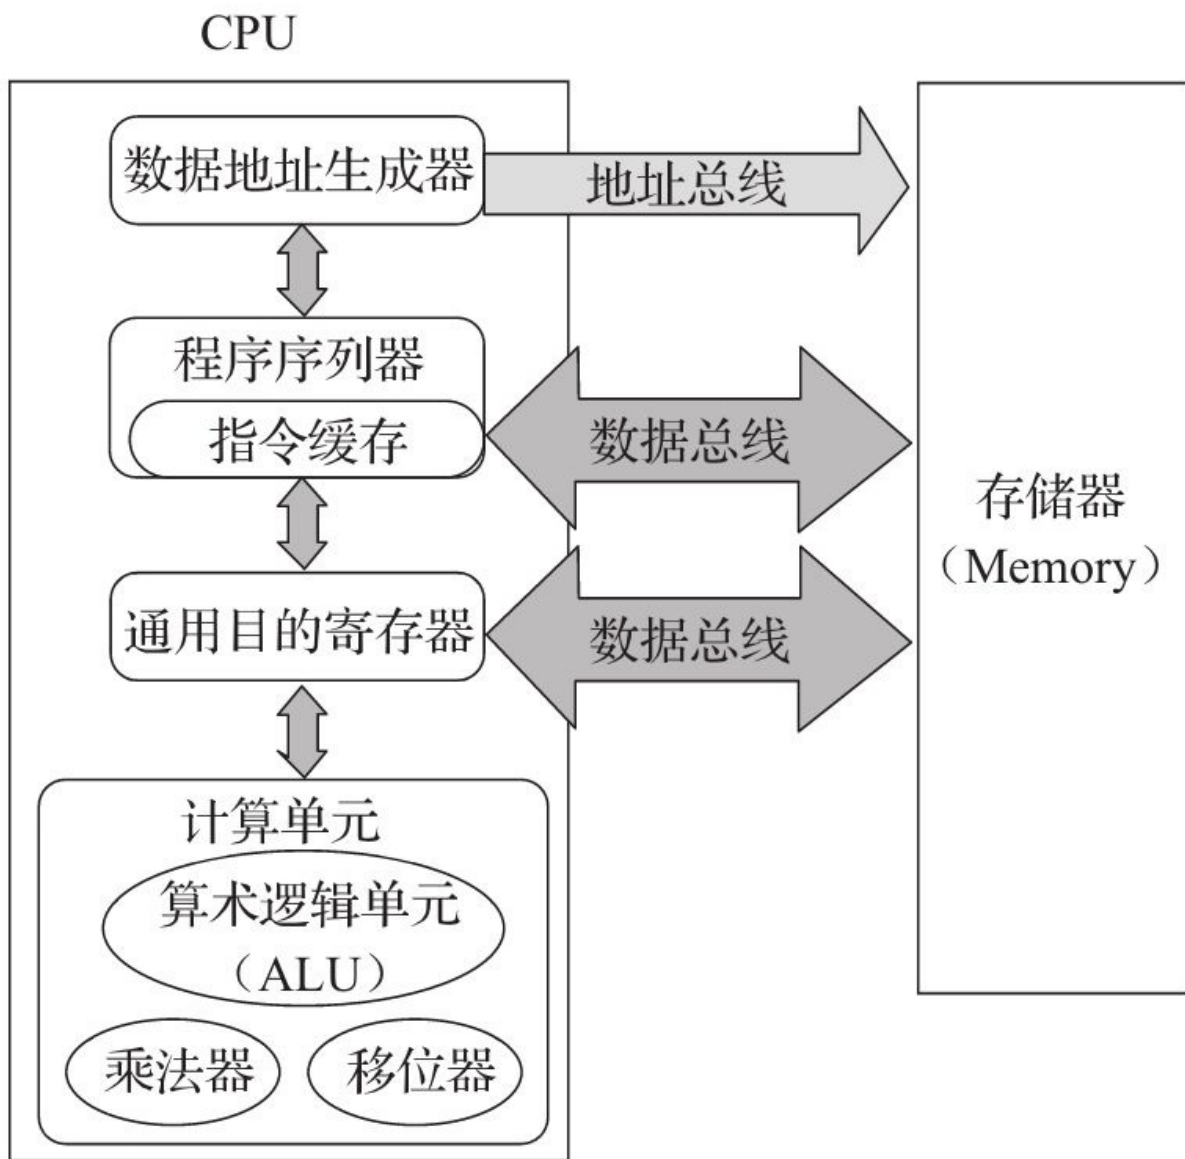 CPU
数据地址生成器
地址总线
程序序列器
指令缓存
数据总线
存储器
（Memory）
通用目的寄存器
数据总线
计算单元
算术逻辑单元
（ALU）
乘法器
移位器